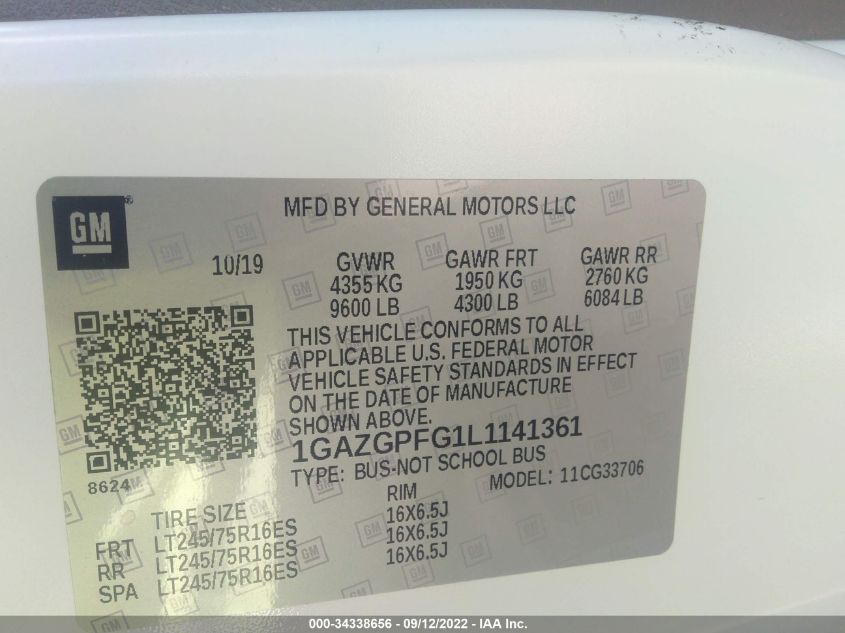 GM
MFD BY GENERAL MOTORS LLC
10/19
GVWR GAWR FRT GAWR RR
4355 KG 1950 KG 2760 KG
9600 LB 4300 LB 6084 LB
THIS VEHICLE CONFORMS TO ALL
APPLICABLE U.S. FEDERAL MOTOR
VEHICLE SAFETY STANDARDS IN EFFECT
ON THE DATE OF MANUFACTURE
SHOWN ABOVE.
1GAZGPFG1L1141361
8624
TYPE: BUS-NOT SCHOOL BUS
MODEL: 11CG33706
TIRE SIZE RIM
FRT LT245/75R16ES 16X6.5J
RR LT245/75R16ES 16X6.5J
SPA LT245/75R16ES 16X6.5J
000-34338656 - 09/12/2022 - IAA Inc.